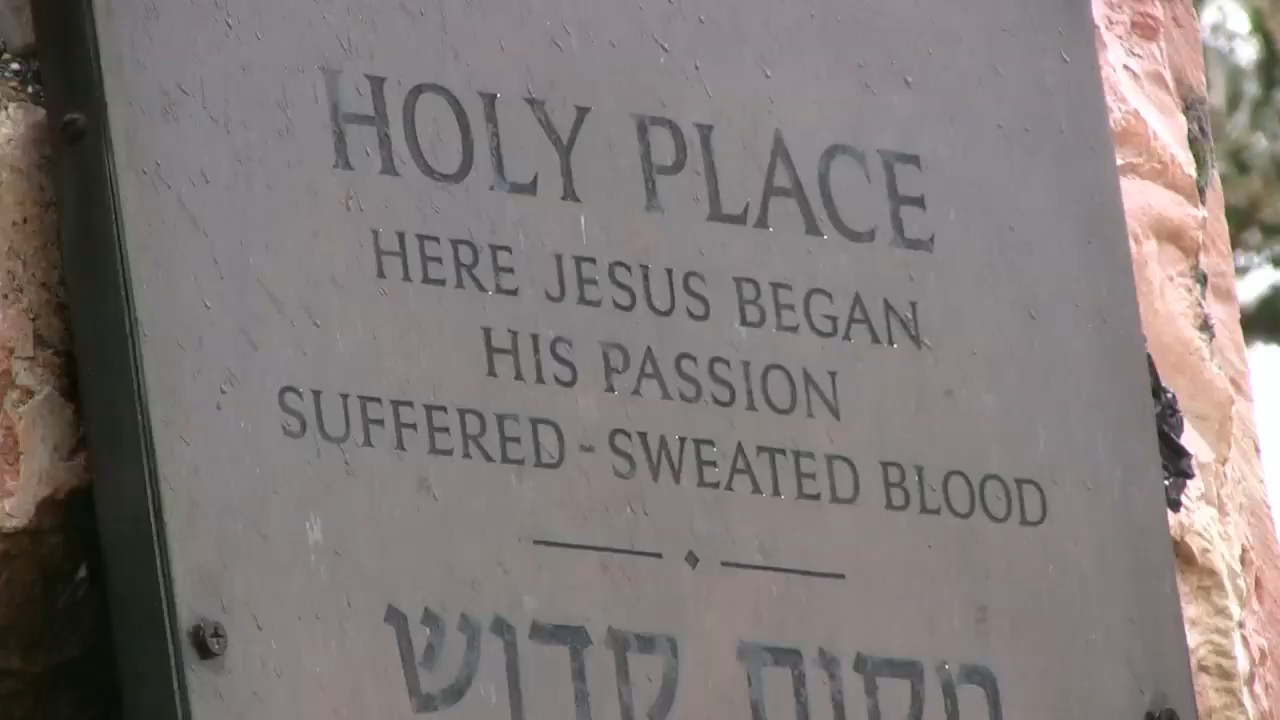 HOLY PLACE
HERE JESUS BEGAN
HIS PASSION
SUFFERED - SWEATED BLOOD
מקום קדוש